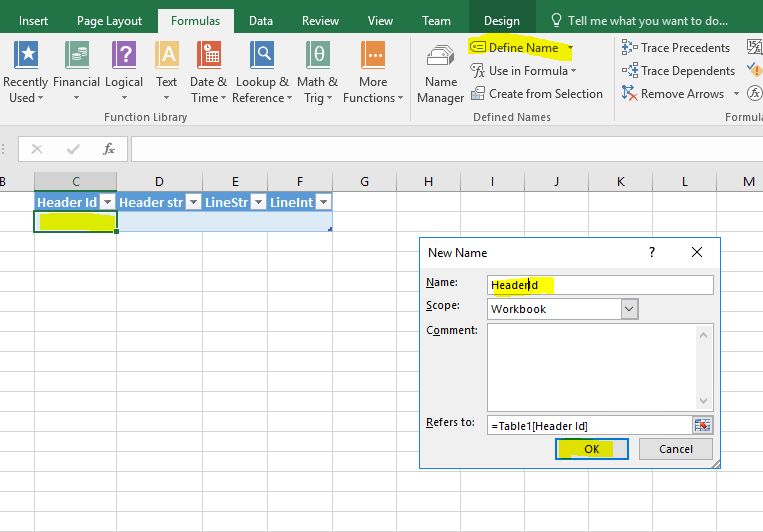 Insert Page Layout Formulas Data Review View Team Design Tell me what you want to do...
Recently Used Financial Logical Text Date & Time Lookup & Reference Math & Trig More Functions
Function Library
Name Manager
Define Name
Use in Formula
Create from Selection
Defined Names
Trace Precedents
Trace Dependents
Remove Arrows
Formu
fx
B C D E F G H I J K L M
Header Id Header str LineStr LineInt
New Name ?
Name: HeaderId
Scope: Workbook
Comment:
Refers to: =Table1[Header Id]
OK Cancel